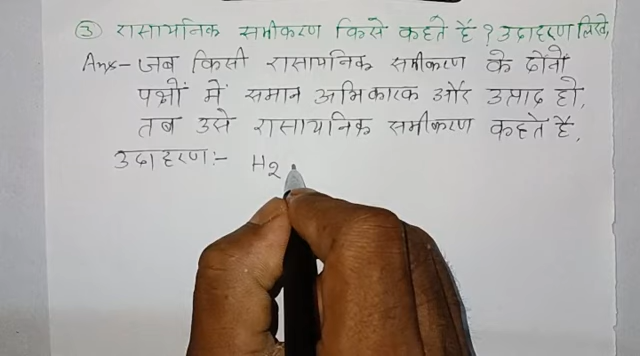 ③ रासायनिक समीकरण किसे कहते हैं? उदाहरण लिखें,
Ans- जब किसी रासायनिक समीकरण के दोनों
पक्षों में समान अभिकारक और उत्पाद हो,
तब उसे रासायनिक समीकरण कहते है,
उदाहरण:- H₂